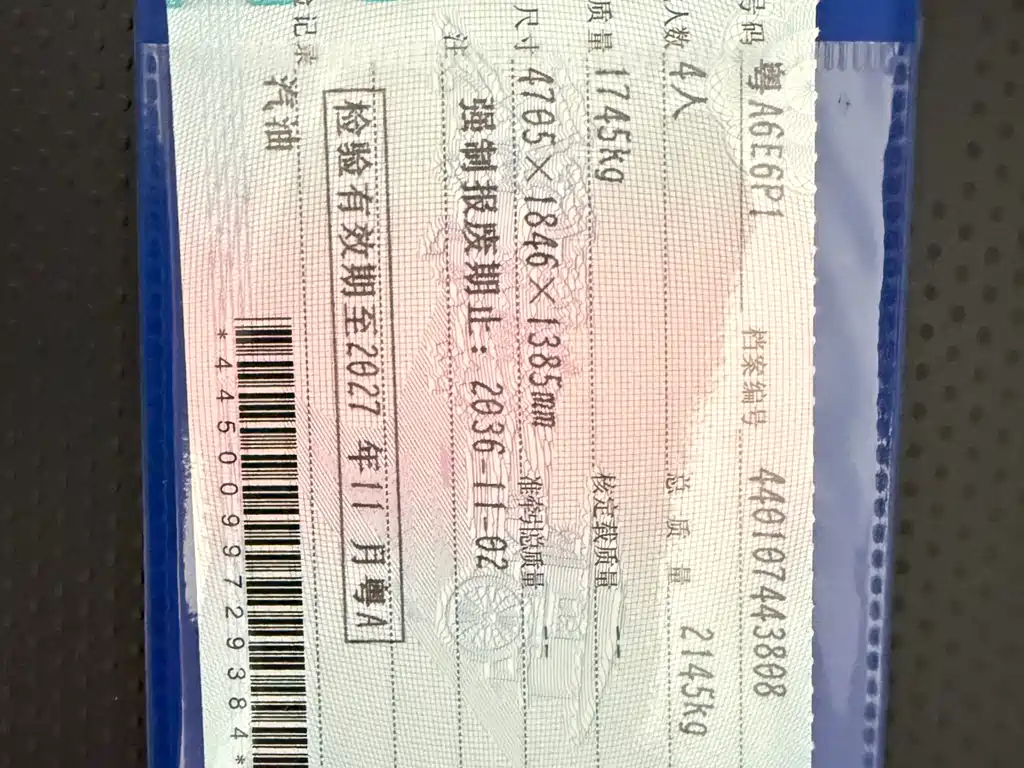 号码 粤A6E6P1 档案编号 440107443808
人数 4人 总质量 2145kg
质量 1745kg 核定载质量 --
尺寸 4705×1846×1385mm 准牵引总质量 --
注 强制报废期止：2036-11-02
检验有效期至2027年11月粤A
记录 汽油
*4450099729384*